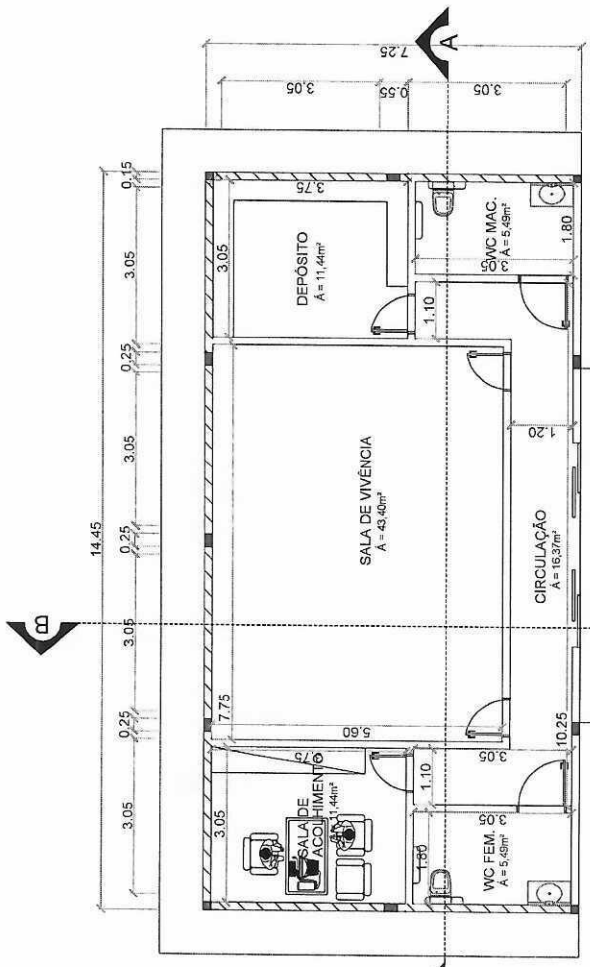 A
7.25
3.05
0.55
3.05
14.45
0.15
3.05
0.25
3.05
0.25
3.05
0.25
3.05
B
3.75
3.05
DEPÓSITO
Á = 11,44m²
WC MAC.
Á = 5,49m²
3.05
1.80
1.10
SALA DE VIVÊNCIA
Á = 43,40m²
7.75
5.60
1.20
CIRCULAÇÃO
Á = 16,37m²
10.25
SALA DE
ACOLHIMENTO
11,44m²
3.05
1.10
3.05
3.05
1.80
WC FEM.
Á = 5,49m²